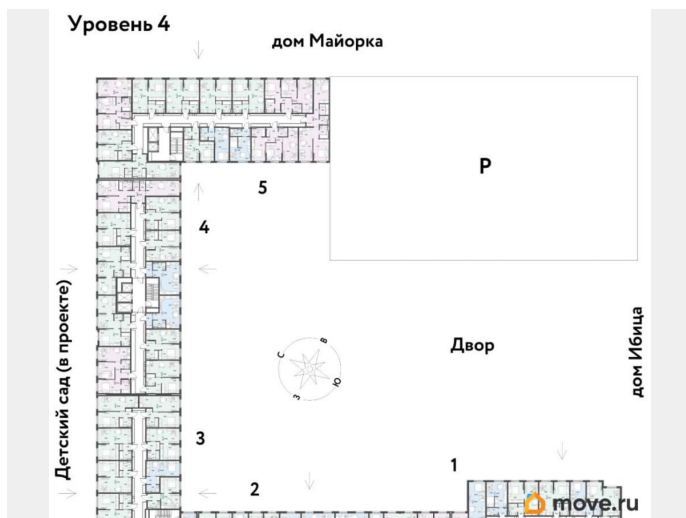 Уровень 4
дом Майорка
P
5
4
Детский сад (в проекте)
В
С
Ю
З
Двор
дом Ибица
3
2
1
move.ru